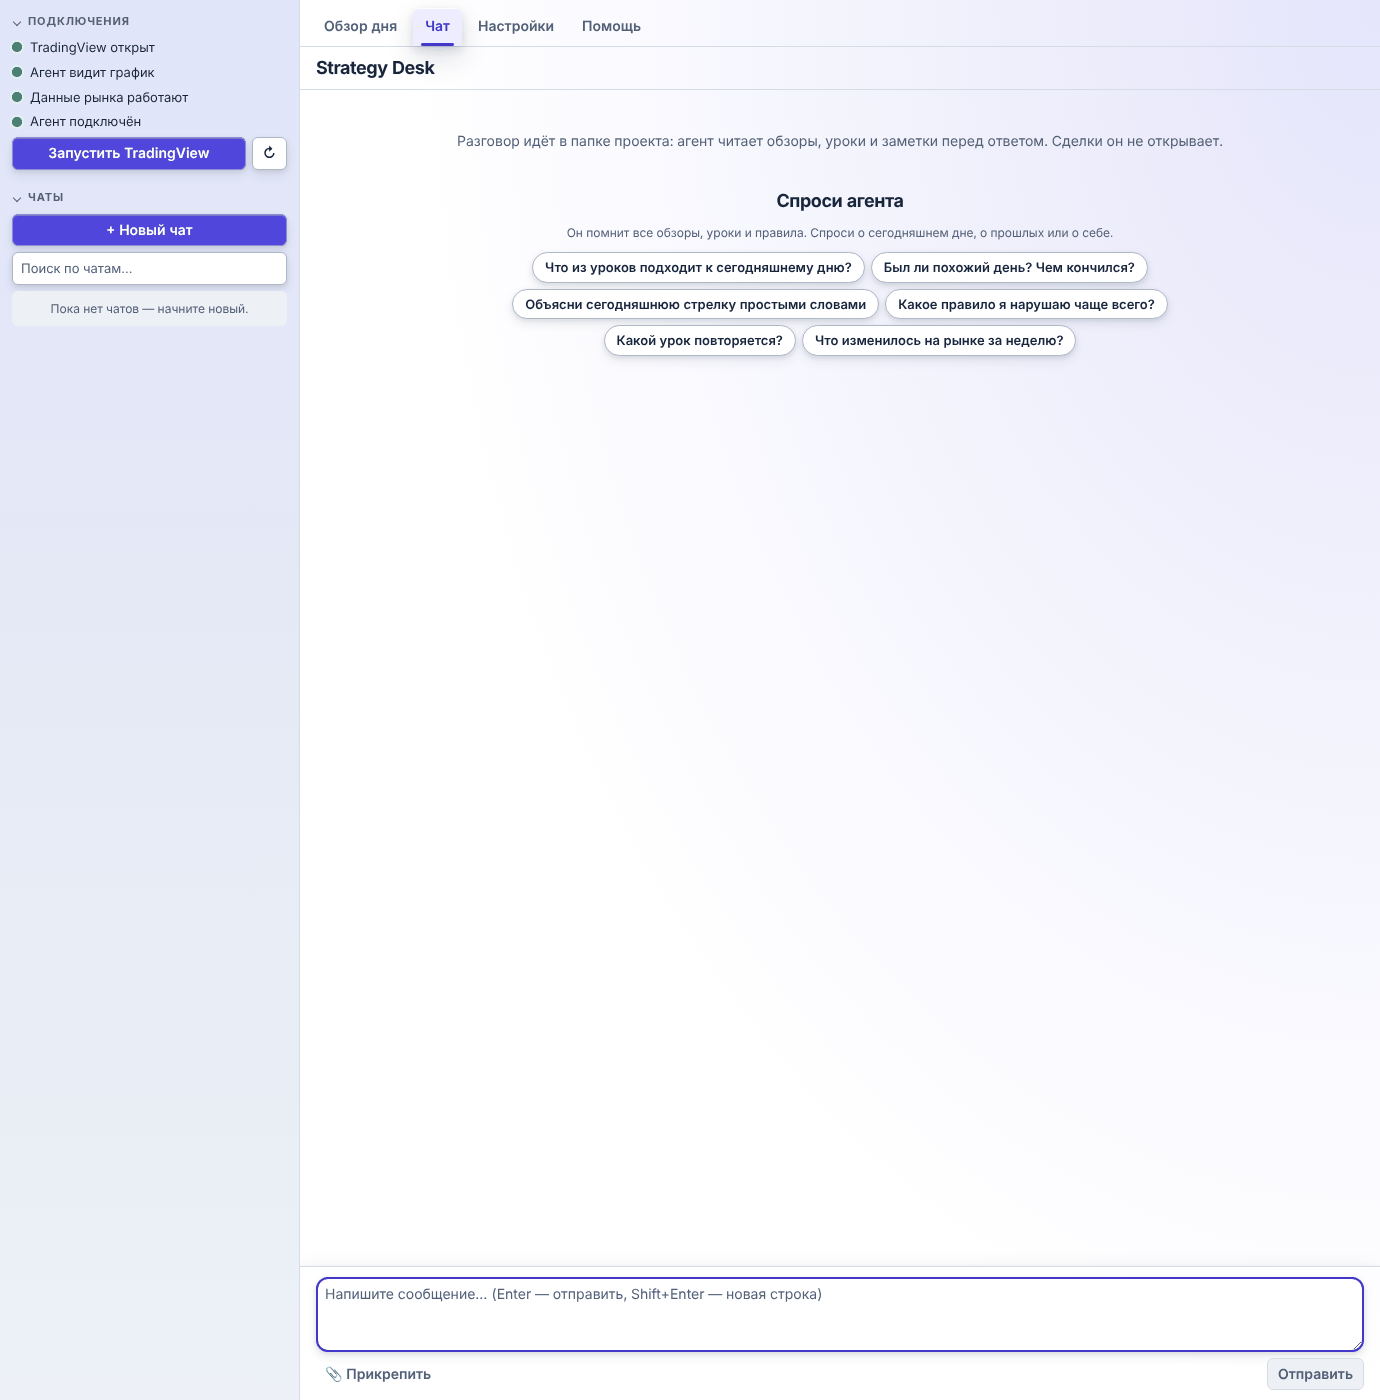 ПОДКЛЮЧЕНИЯ
TradingView открыт
Агент видит график
Данные рынка работают
Агент подключён
Запустить TradingView
ЧАТЫ
+ Новый чат
Поиск по чатам...
Пока нет чатов — начните новый.
Обзор дня Чат Настройки Помощь
Strategy Desk
Разговор идёт в папке проекта: агент читает обзоры, уроки и заметки перед ответом. Сделки он не открывает.
Спроси агента
Он помнит все обзоры, уроки и правила. Спроси о сегодняшнем дне, о прошлых или о себе.
Что из уроков подходит к сегодняшнему дню? Был ли похожий день? Чем кончился?
Объясни сегодняшнюю стрелку простыми словами Какое правило я нарушаю чаще всего?
Какой урок повторяется? Что изменилось на рынке за неделю?
Напишите сообщение... (Enter — отправить, Shift+Enter — новая строка)
Прикрепить Отправить